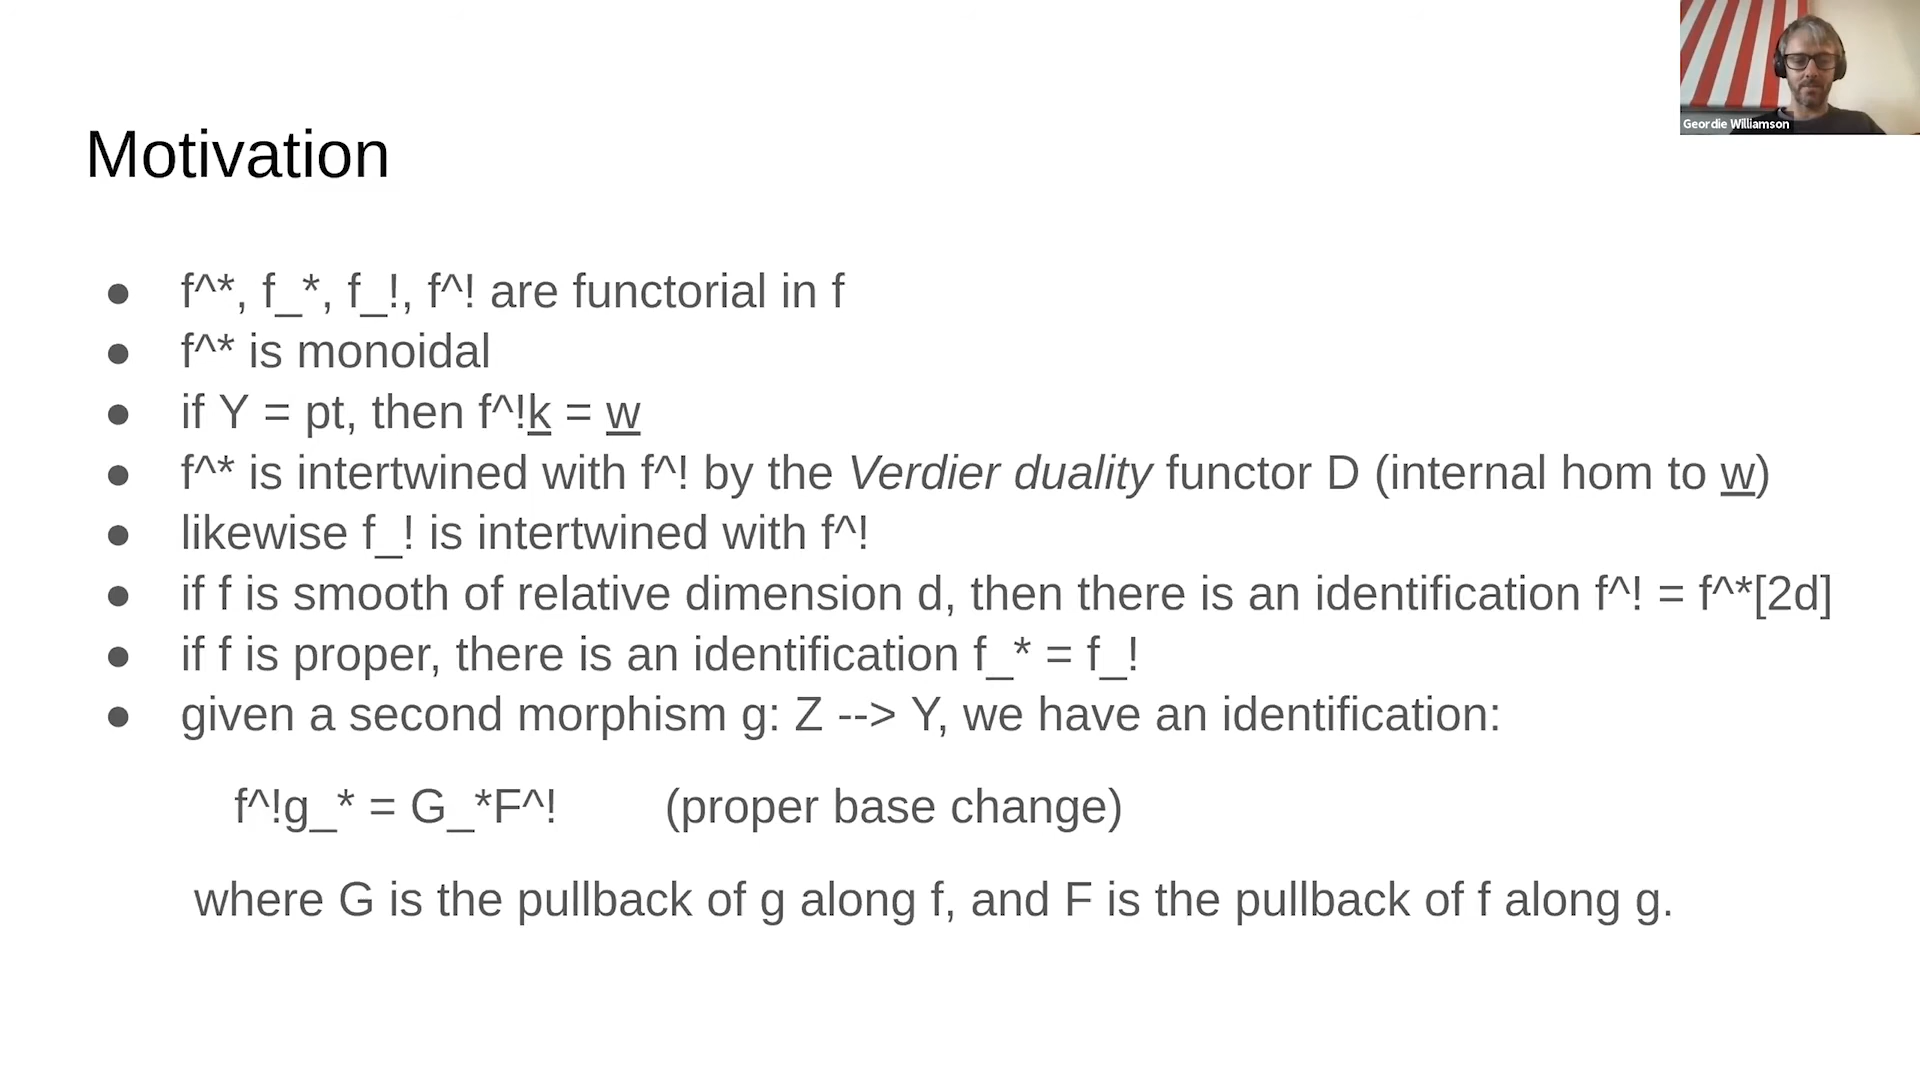 Geordie Williamson
Motivation
● f^*, f_*, f_!, f^! are functorial in f
● f^* is monoidal
● if Y = pt, then f^!k = w
● f^* is intertwined with f^! by the Verdier duality functor D (internal hom to w)
● likewise f_! is intertwined with f^!
● if f is smooth of relative dimension d, then there is an identification f^! = f^*[2d]
● if f is proper, there is an identification f_* = f_!
● given a second morphism g: Z --> Y, we have an identification:
f^!g_* = G_*F^! (proper base change)
where G is the pullback of g along f, and F is the pullback of f along g.